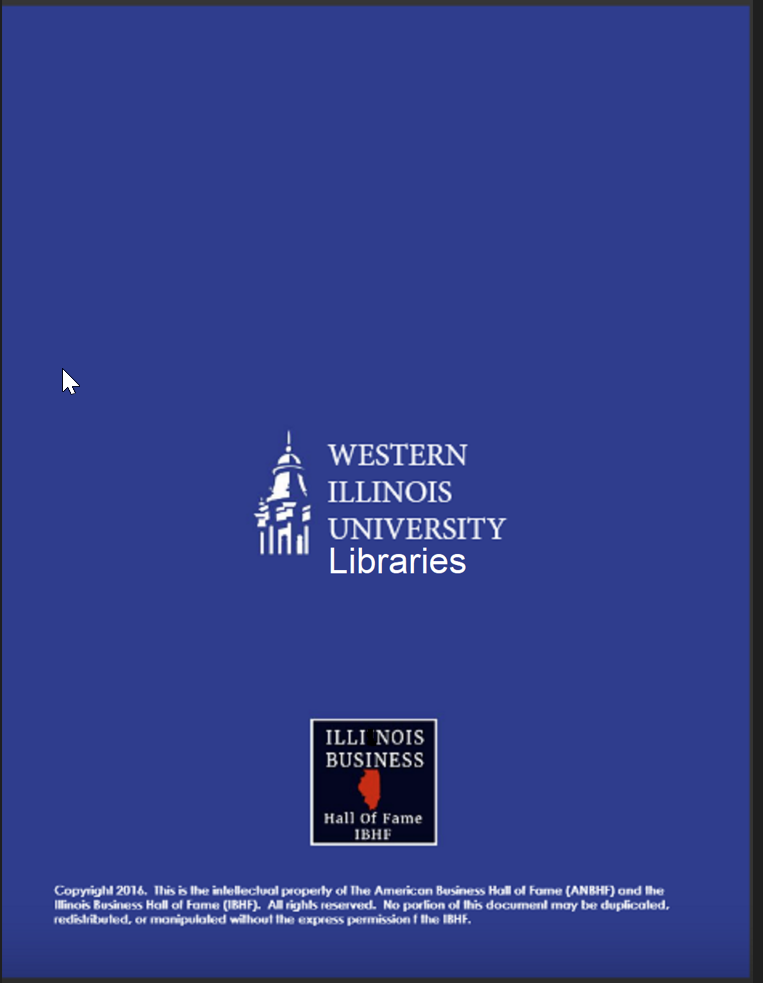 WESTERN
ILLINOIS
UNIVERSITY
Libraries
ILLI NOIS
BUSINESS
Hall Of Fame
IBHF
Copyright 2016. This is the intellectual property of The American Business Hall of Fame (ANBHF) and the
Illinois Business Hall of Fame (IBHF). All rights reserved. No portion of this document may be duplicated,
redistributed, or manipulated without the express permission f the IBHF.